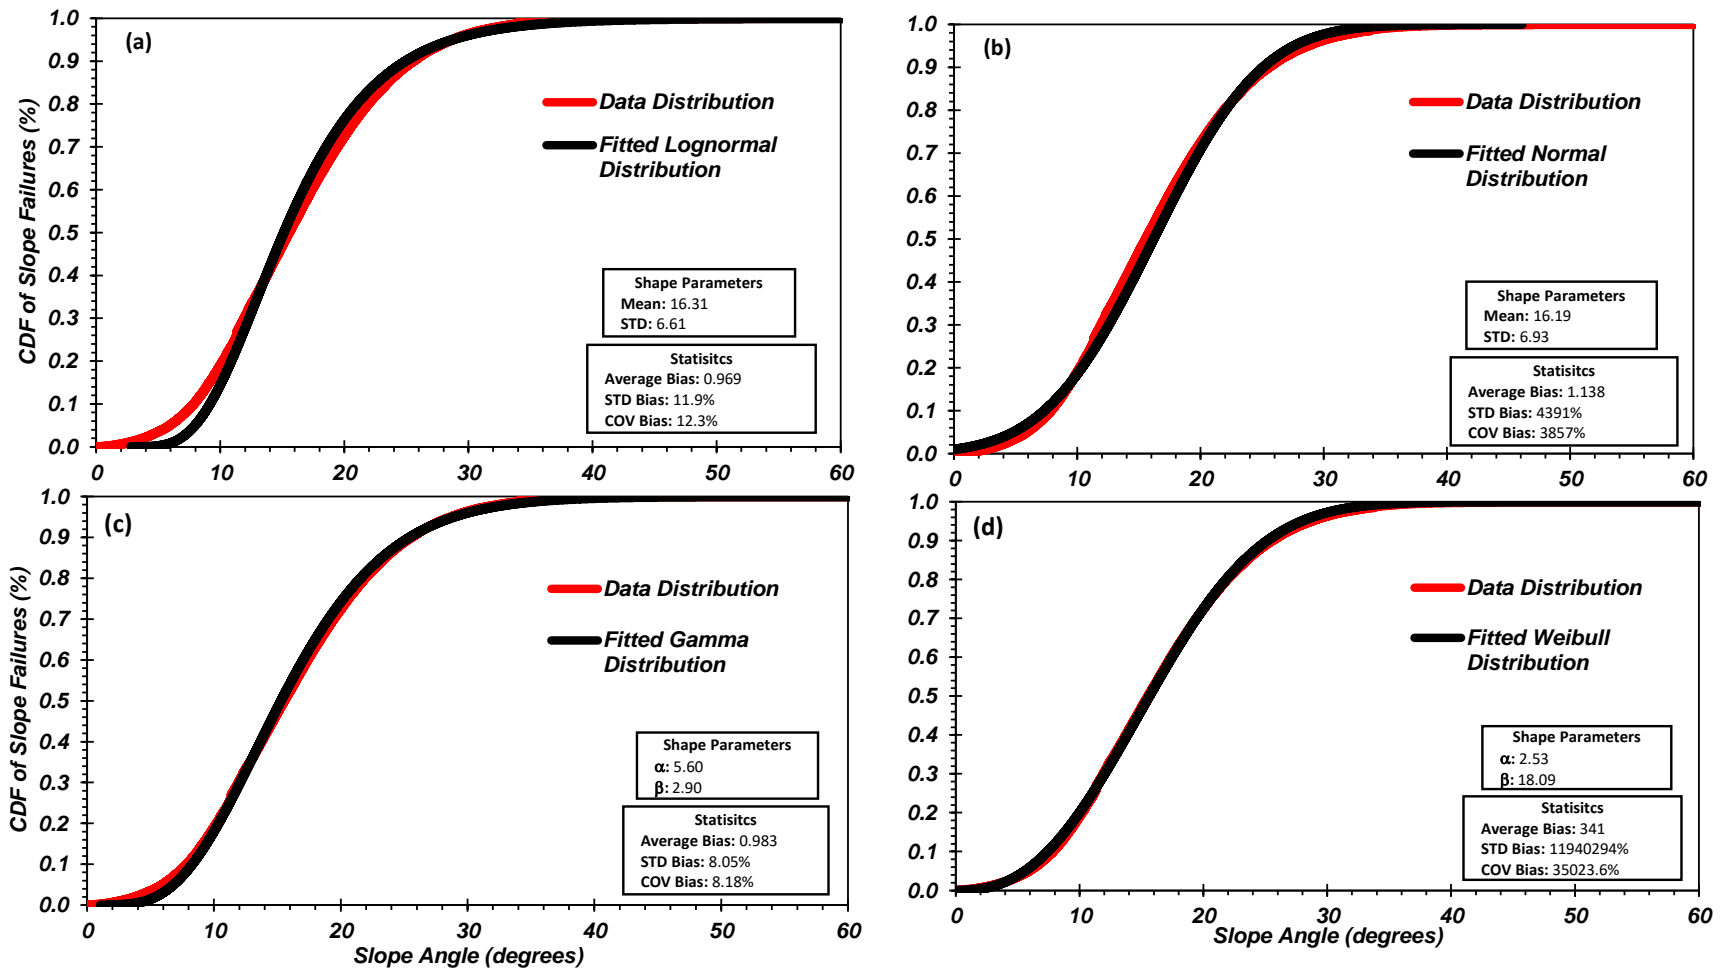 (a)
CDF of Slope Failures (%)
1.0
0.9
0.8
0.7
0.6
0.5
0.4
0.3
0.2
0.1
0.0
Data Distribution
Fitted Lognormal
Distribution
Shape Parameters
Mean: 16.31
STD: 6.61
Statisitcs
Average Bias: 0.969
STD Bias: 11.9%
COV Bias: 12.3%
0 10 20 30 40 50 60
(b)
1.0
0.9
0.8
0.7
0.6
0.5
0.4
0.3
0.2
0.1
0.0
Data Distribution
Fitted Normal
Distribution
Shape Parameters
Mean: 16.19
STD: 6.93
Statisitcs
Average Bias: 1.138
STD Bias: 4391%
COV Bias: 3857%
0 10 20 30 40 50 60
(c)
CDF of Slope Failures (%)
1.0
0.9
0.8
0.7
0.6
0.5
0.4
0.3
0.2
0.1
0.0
Data Distribution
Fitted Gamma
Distribution
Shape Parameters
α: 5.60
β: 2.90
Statisitcs
Average Bias: 0.983
STD Bias: 8.05%
COV Bias: 8.18%
0 10 20 30 40 50 60
Slope Angle (degrees)
(d)
1.0
0.9
0.8
0.7
0.6
0.5
0.4
0.3
0.2
0.1
0.0
Data Distribution
Fitted Weibull
Distribution
Shape Parameters
α: 2.53
β: 18.09
Statisitcs
Average Bias: 341
STD Bias: 11940294%
COV Bias: 35023.6%
0 10 20 30 40 50 60
Slope Angle (degrees)